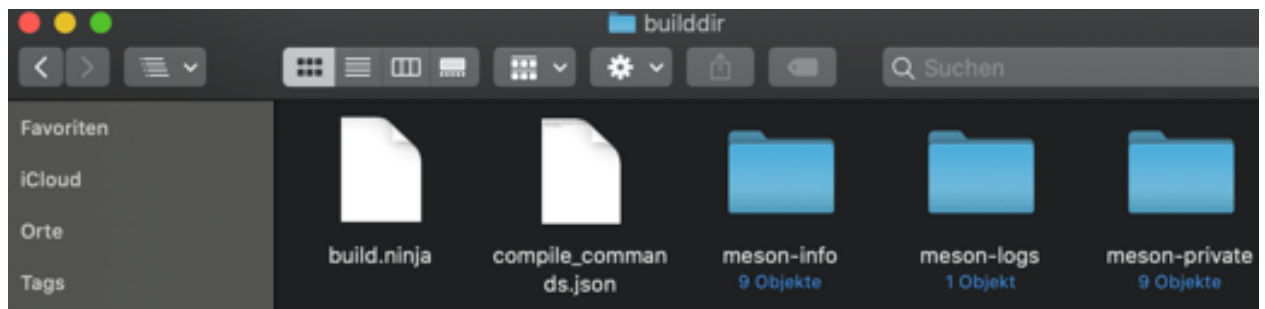 builddir
Suchen
Favoriten
iCloud
Orte
Tags
build.ninja
compile_comman
ds.json
meson-info
9 Objekte
meson-logs
1 Objekt
meson-private
9 Objekte